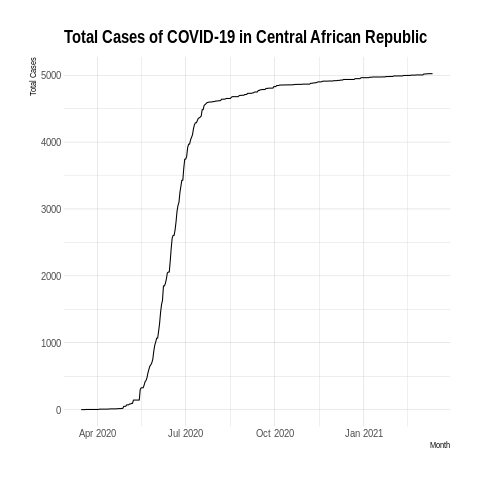 Total Cases of COVID-19 in Central African Republic
Total Cases
5000
4000
3000
2000
1000
0
Apr 2020 Jul 2020 Oct 2020 Jan 2021
Month